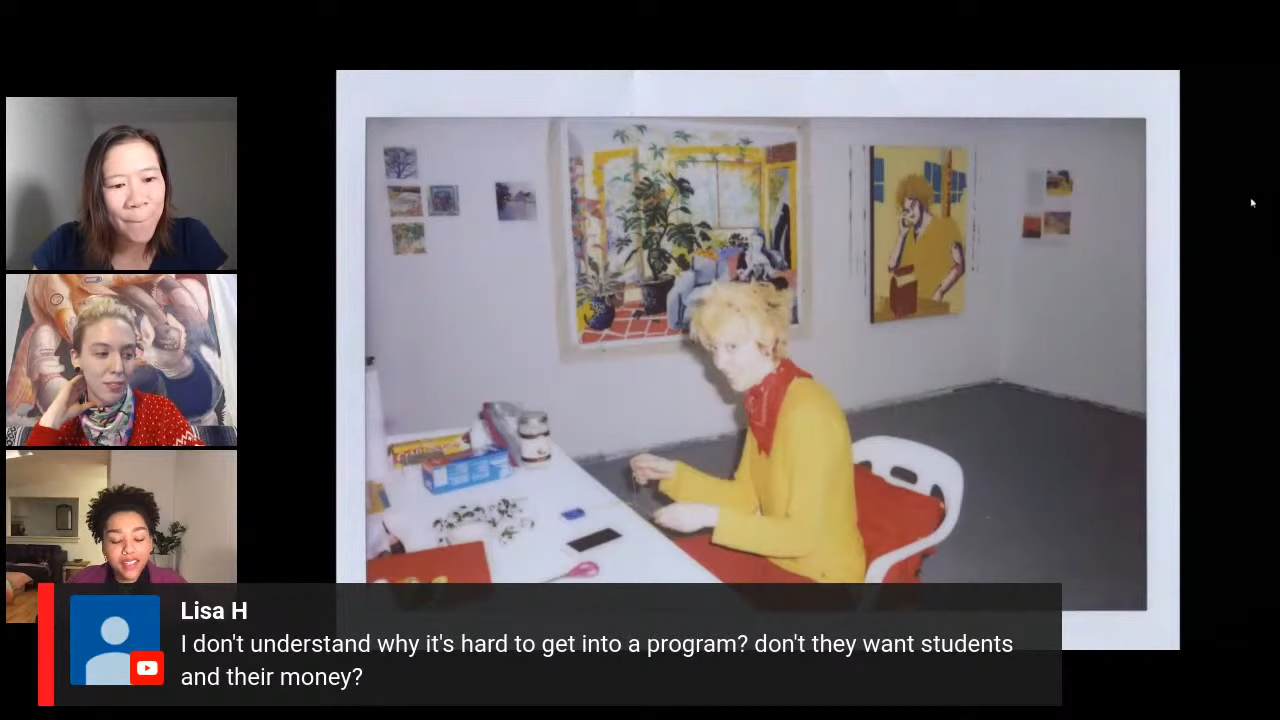 Lisa H
I don't understand why it's hard to get into a program? don't they want students
and their money?